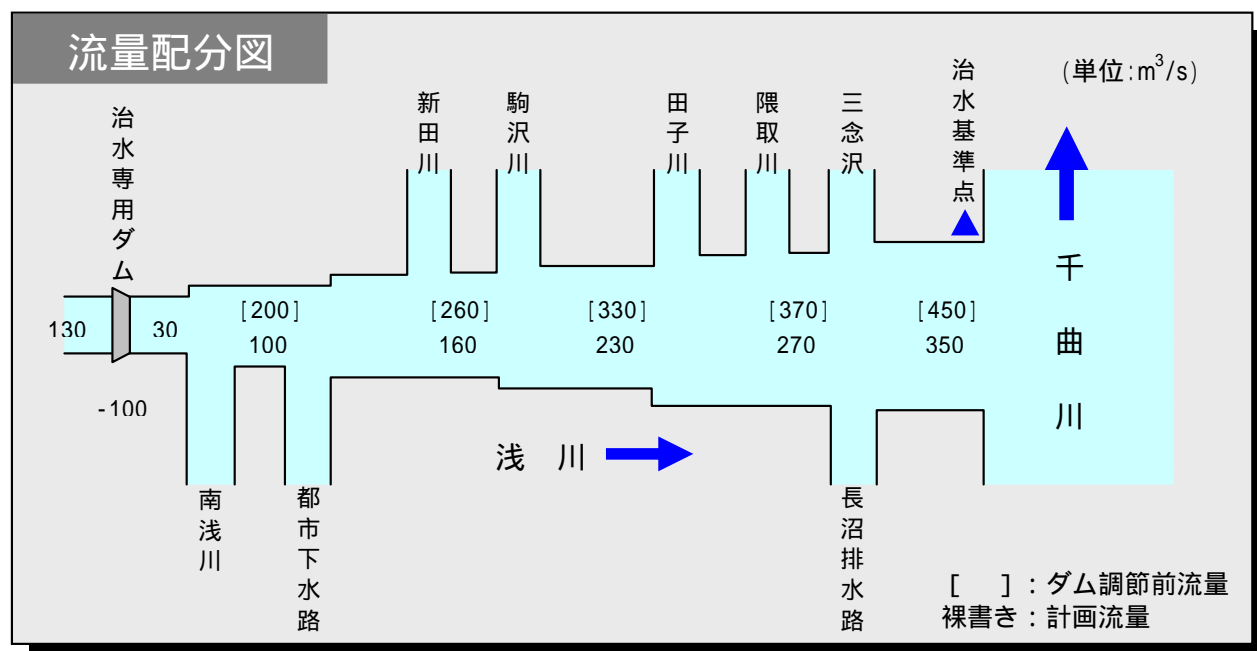 流量配分図
(単位:m³/s)
治水専用ダム
新田川
駒沢川
田子川
隈取川
三念沢
治水基準点
[200]
[260]
[330]
[370]
[450]
130
30
100
160
230
270
350
-100
千曲川
浅 川
南浅川
都市下水路
長沼排水路
[ ]:ダム調節前流量
裸書き:計画流量